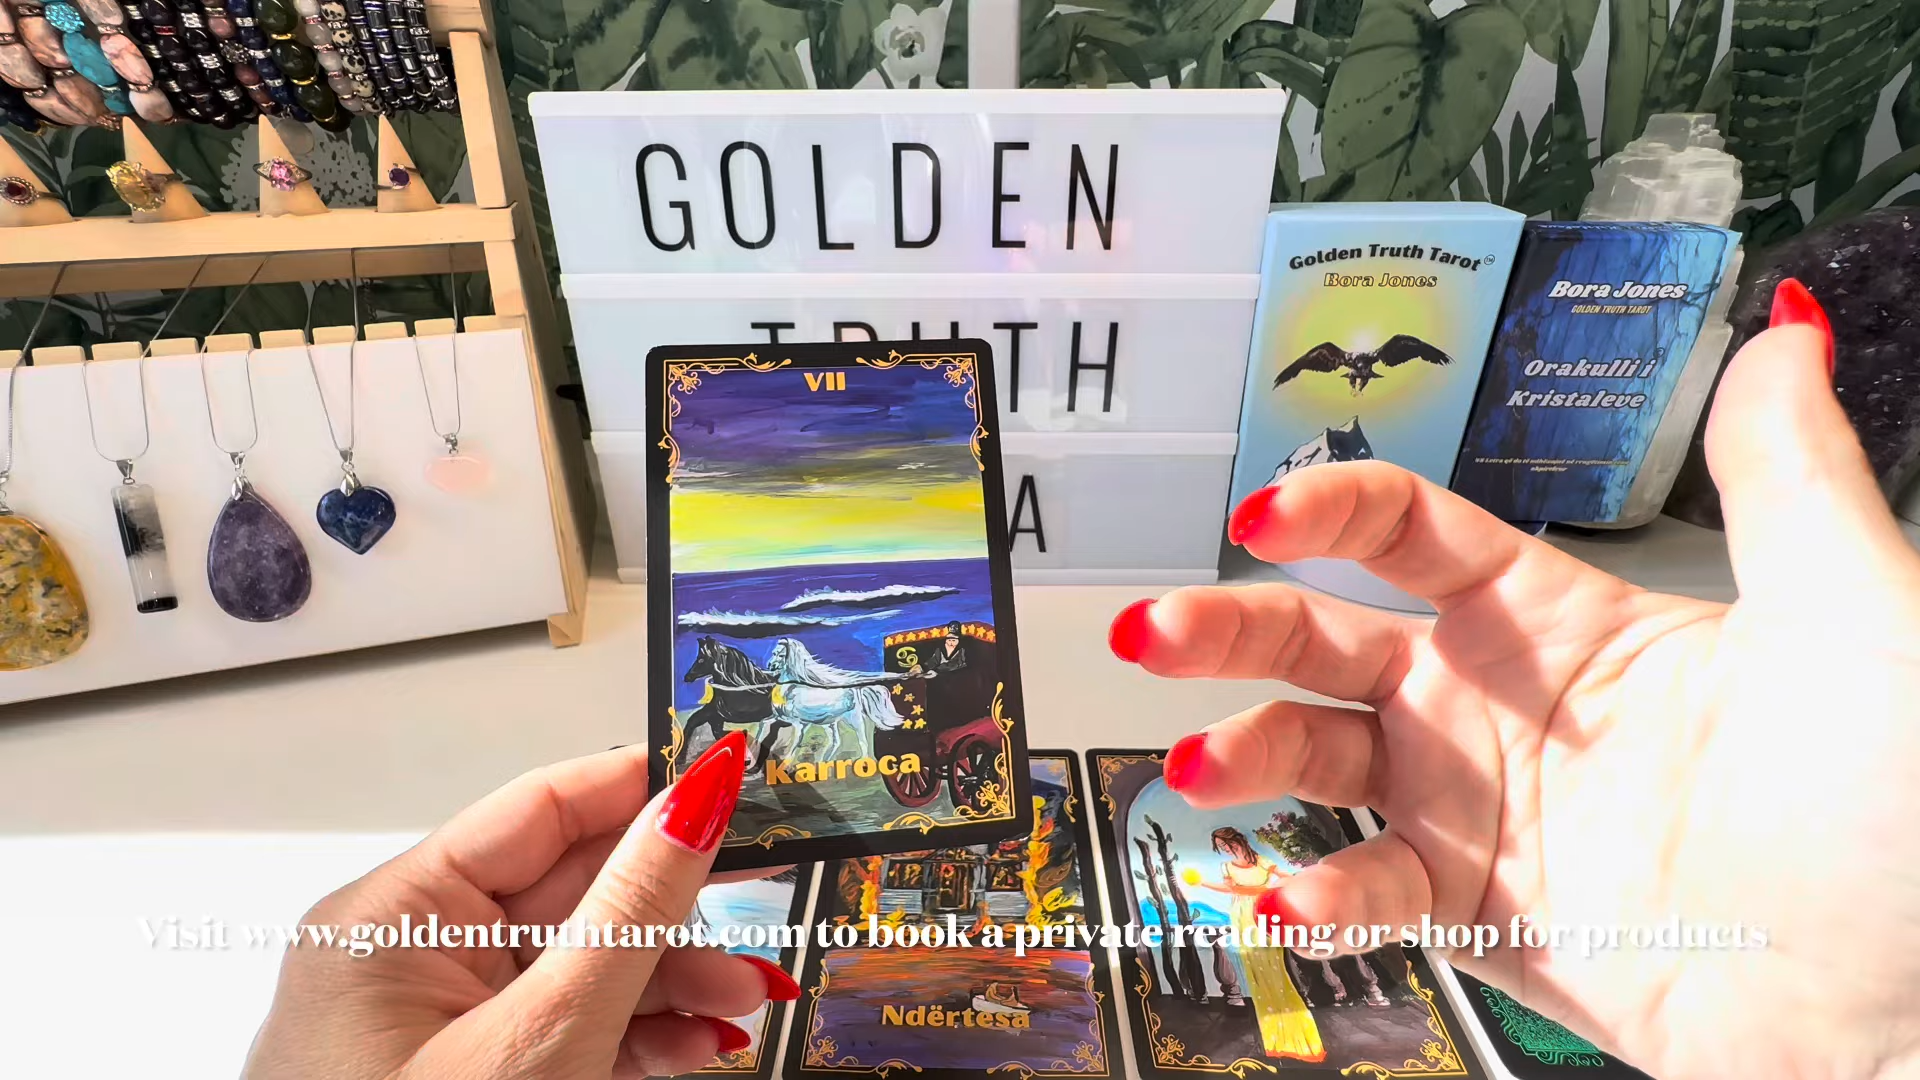 GOLDEN
TH
A
Golden Truth Tarot
Bora Jones
Bora Jones
GOLDEN TRUTH TAROT
Orakulli i
Kristaleve
VII
Karroca
Ndërtesa
Visit www.goldentruthtarot.com to book a private reading or shop for products